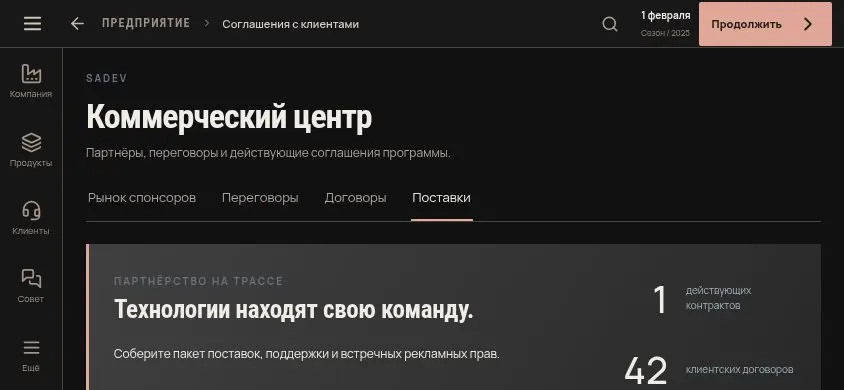 ПРЕДПРИЯТИЕ
Соглашения с клиентами
1 февраля
Сезон / 2025
Продолжить
Компания
Продукты
Клиенты
Совет
Ещё
SADEV
Коммерческий центр
Партнёры, переговоры и действующие соглашения программы.
Рынок спонсоров
Переговоры
Договоры
Поставки
ПАРТНЁРСТВО НА ТРАССЕ
Технологии находят свою команду.
Соберите пакет поставок, поддержки и встречных рекламных прав.
1
действующих
контрактов
42
клиентских договоров